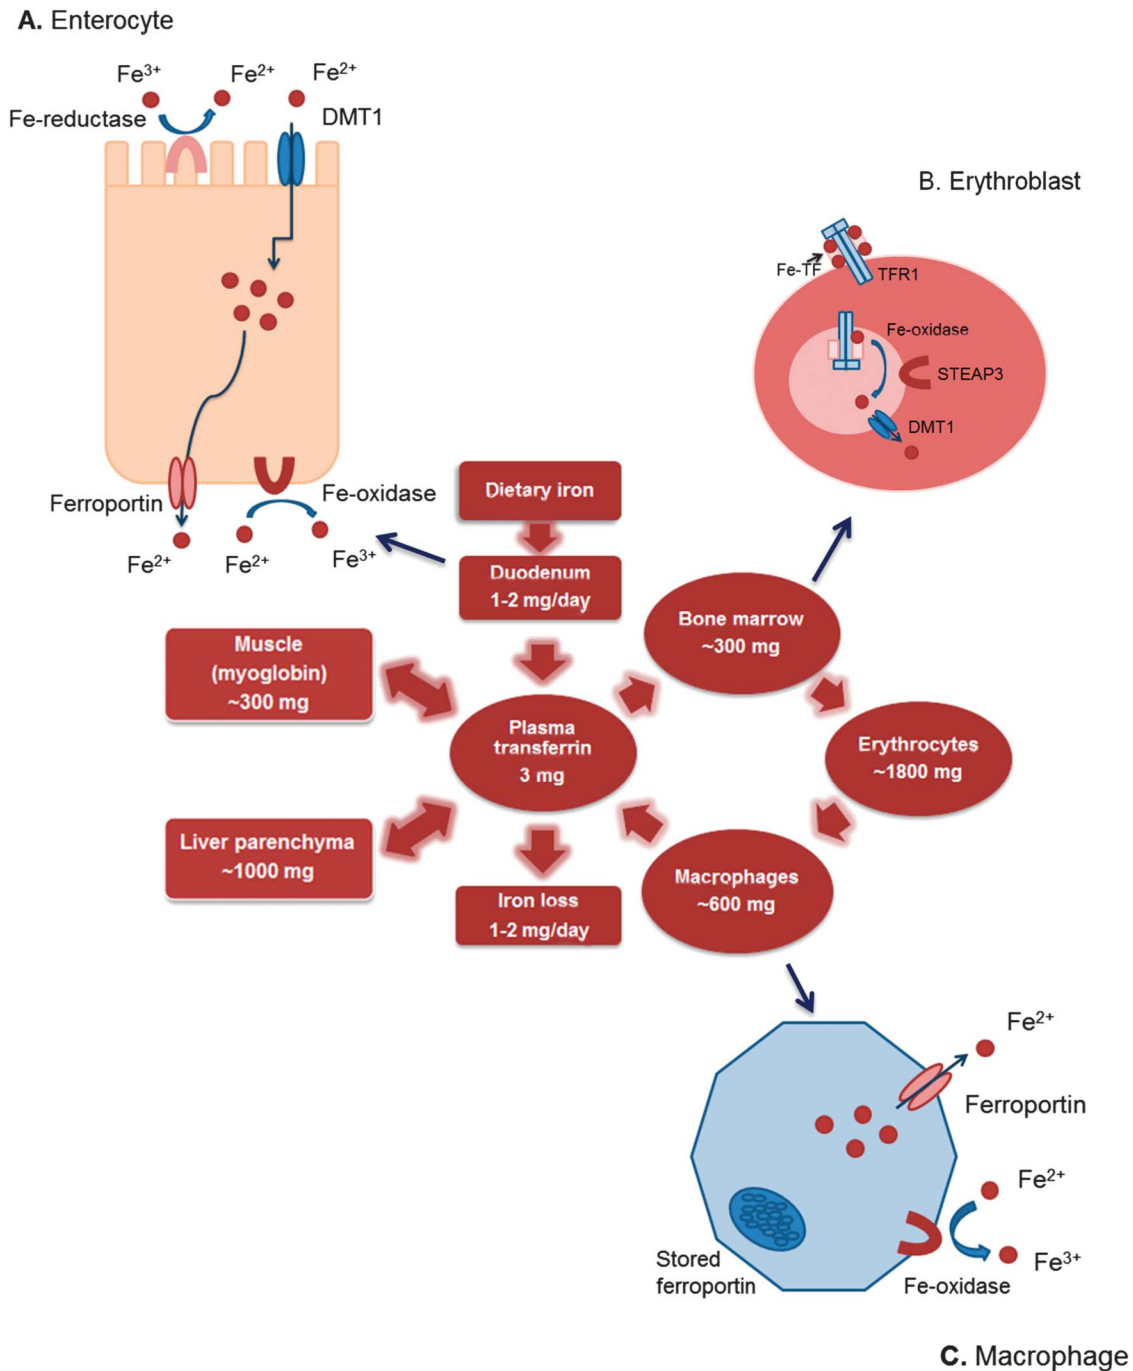 A. Enterocyte
Fe³⁺
Fe²⁺
Fe²⁺
Fe-reductase
DMT1
B. Erythroblast
Fe-TF
TFR1
Fe-oxidase
STEAP3
DMT1
Ferroportin
Fe-oxidase
Fe²⁺
Fe²⁺
Fe³⁺
Dietary iron
Duodenum
1-2 mg/day
Muscle
(myoglobin)
~300 mg
Bone marrow
~300 mg
Plasma
transferrin
3 mg
Erythrocytes
~1800 mg
Liver parenchyma
~1000 mg
Macrophages
~600 mg
Iron loss
1-2 mg/day
Fe²⁺
Ferroportin
Fe²⁺
Fe³⁺
Stored
ferroportin
Fe-oxidase
C. Macrophage